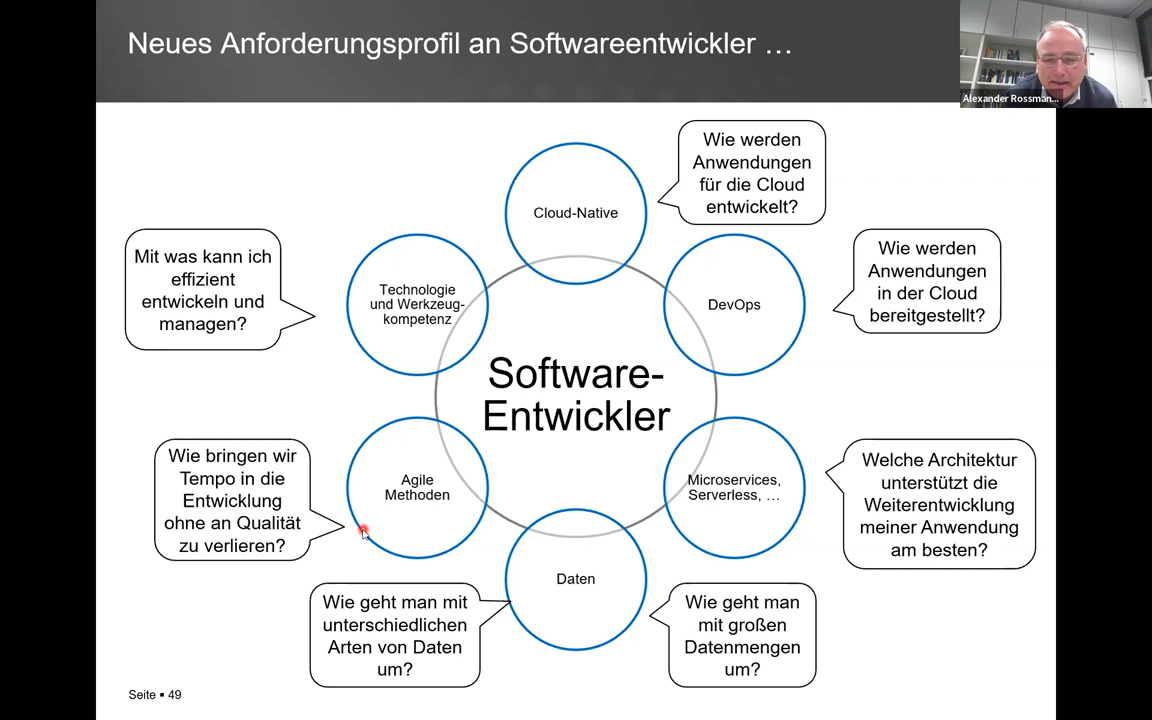 Neues Anforderungsprofil an Softwareentwickler …
Alexander Rossman...
Wie werden
Anwendungen
für die Cloud
entwickelt?
Cloud-Native
Mit was kann ich
effizient
entwickeln und
managen?
Technologie
und Werkzeug-
kompetenz
DevOps
Wie werden
Anwendungen
in der Cloud
bereitgestellt?
Software-
Entwickler
Wie bringen wir
Tempo in die
Entwicklung
ohne an Qualität
zu verlieren?
Agile
Methoden
Microservices,
Serverless, …
Welche Architektur
unterstützt die
Weiterentwicklung
meiner Anwendung
am besten?
Daten
Wie geht man mit
unterschiedlichen
Arten von Daten
um?
Wie geht man
mit großen
Datenmengen
um?
Seite ▪ 49